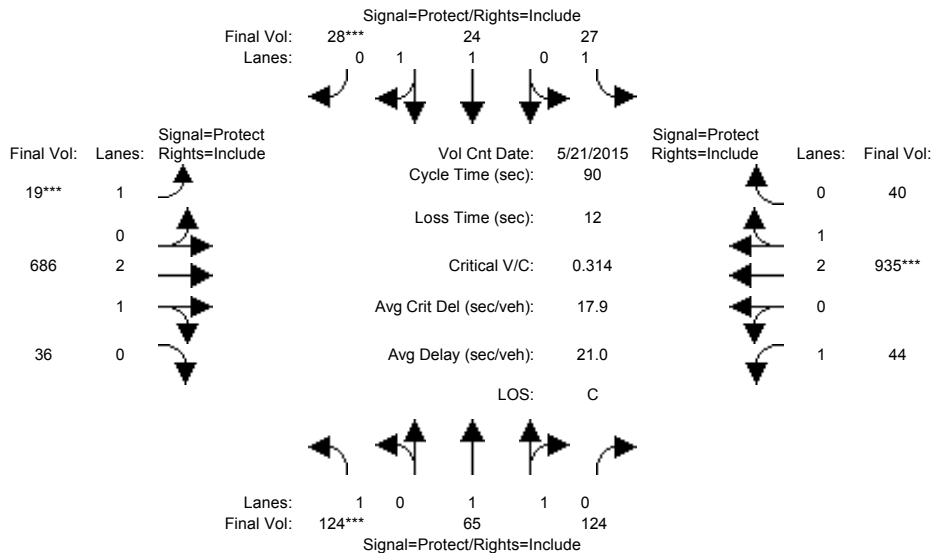 Signal=Protect/Rights=Include
Final Vol: 28*** 24 27
Lanes: 0 1 1 0 1
Signal=Protect
Final Vol: Lanes: Rights=Include
Vol Cnt Date: 5/21/2015
Signal=Protect
Rights=Include Lanes: Final Vol:
Cycle Time (sec): 90
19*** 1
0 40
Loss Time (sec): 12
0
1
686 2
Critical V/C: 0.314
2 935***
1
Avg Crit Del (sec/veh): 17.9
0
36 0
Avg Delay (sec/veh): 21.0
1 44
LOS: C
Lanes: 1 0 1 1 0
Final Vol: 124*** 65 124
Signal=Protect/Rights=Include